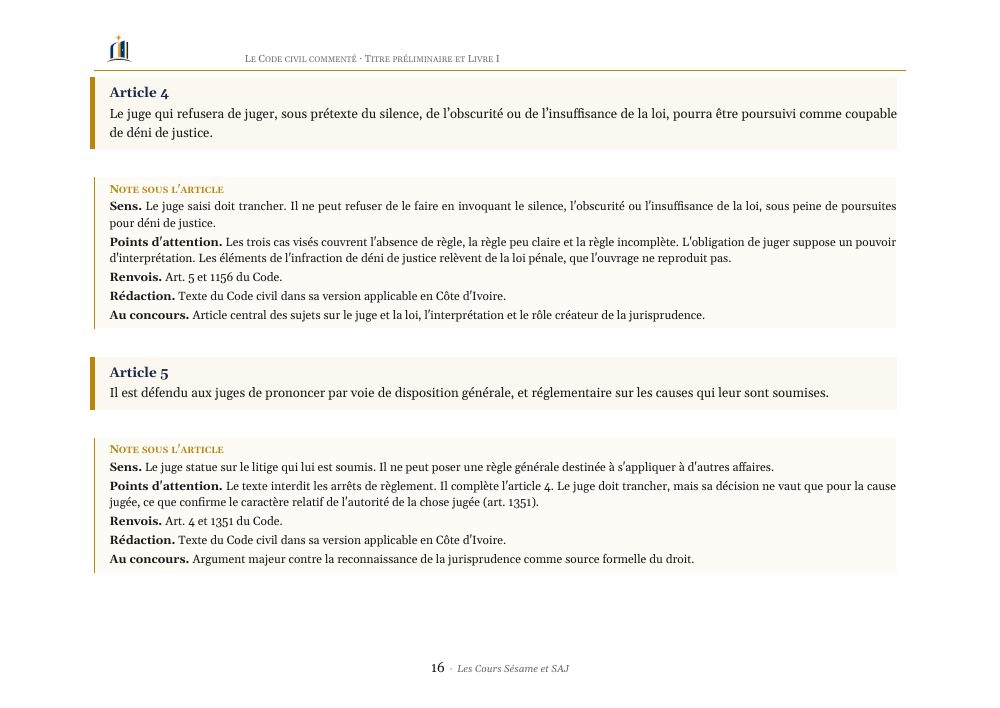 Le Code civil commenté · Titre préliminaire et Livre I
Article 4
Le juge qui refusera de juger, sous prétexte du silence, de l'obscurité ou de l'insuffisance de la loi, pourra être poursuivi comme coupable
de déni de justice.
Note sous l'article
Sens. Le juge saisi doit trancher. Il ne peut refuser de le faire en invoquant le silence, l'obscurité ou l'insuffisance de la loi, sous peine de poursuites
pour déni de justice.
Points d'attention. Les trois cas visés couvrent l'absence de règle, la règle peu claire et la règle incomplète. L'obligation de juger suppose un pouvoir
d'interprétation. Les éléments de l'infraction de déni de justice relèvent de la loi pénale, que l'ouvrage ne reproduit pas.
Renvois. Art. 5 et 1156 du Code.
Rédaction. Texte du Code civil dans sa version applicable en Côte d'Ivoire.
Au concours. Article central des sujets sur le juge et la loi, l'interprétation et le rôle créateur de la jurisprudence.
Article 5
Il est défendu aux juges de prononcer par voie de disposition générale, et réglementaire sur les causes qui leur sont soumises.
Note sous l'article
Sens. Le juge statue sur le litige qui lui est soumis. Il ne peut poser une règle générale destinée à s'appliquer à d'autres affaires.
Points d'attention. Le texte interdit les arrêts de règlement. Il complète l'article 4. Le juge doit trancher, mais sa décision ne vaut que pour la cause
jugée, ce que confirme le caractère relatif de l'autorité de la chose jugée (art. 1351).
Renvois. Art. 4 et 1351 du Code.
Rédaction. Texte du Code civil dans sa version applicable en Côte d'Ivoire.
Au concours. Argument majeur contre la reconnaissance de la jurisprudence comme source formelle du droit.
16 · Les Cours Sésame et SAJ